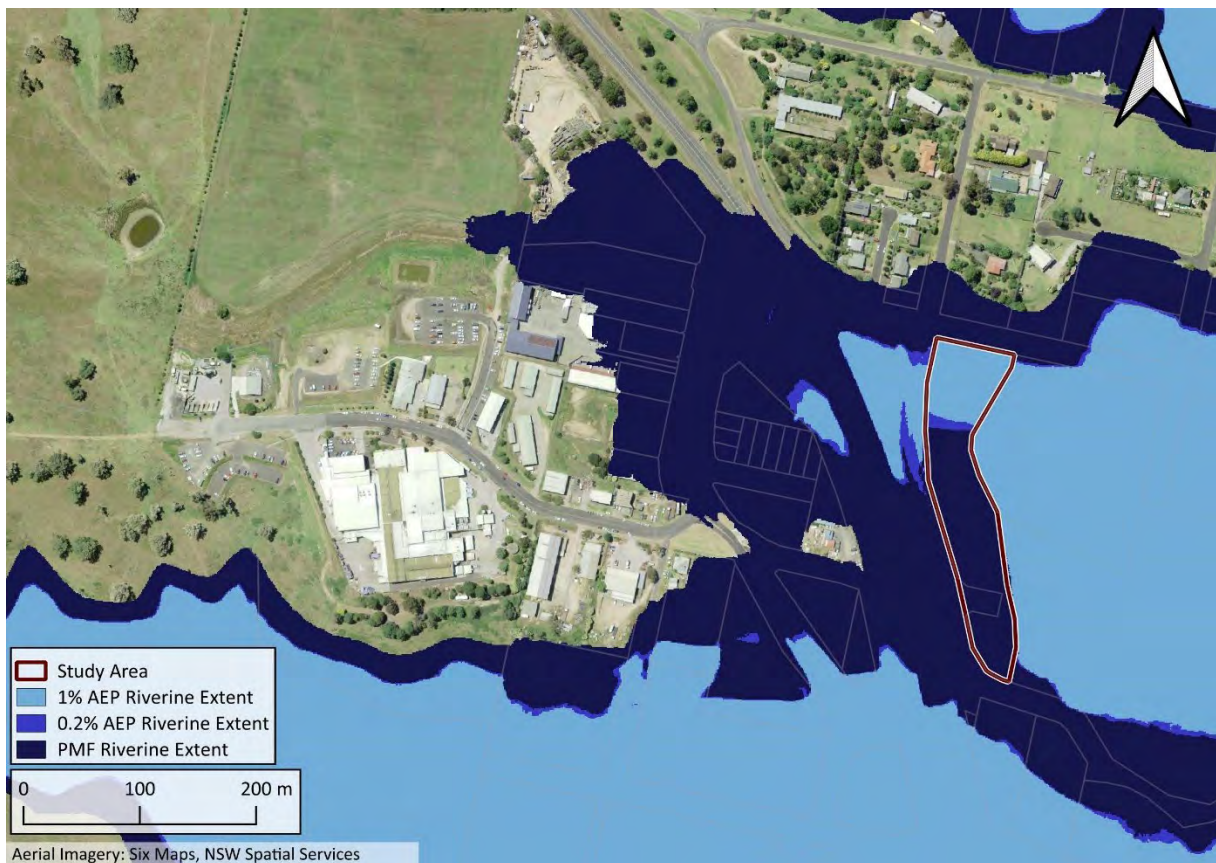 Study Area
1% AEP Riverine Extent
0.2% AEP Riverine Extent
PMF Riverine Extent
0 100 200 m
Aerial Imagery: Six Maps, NSW Spatial Services